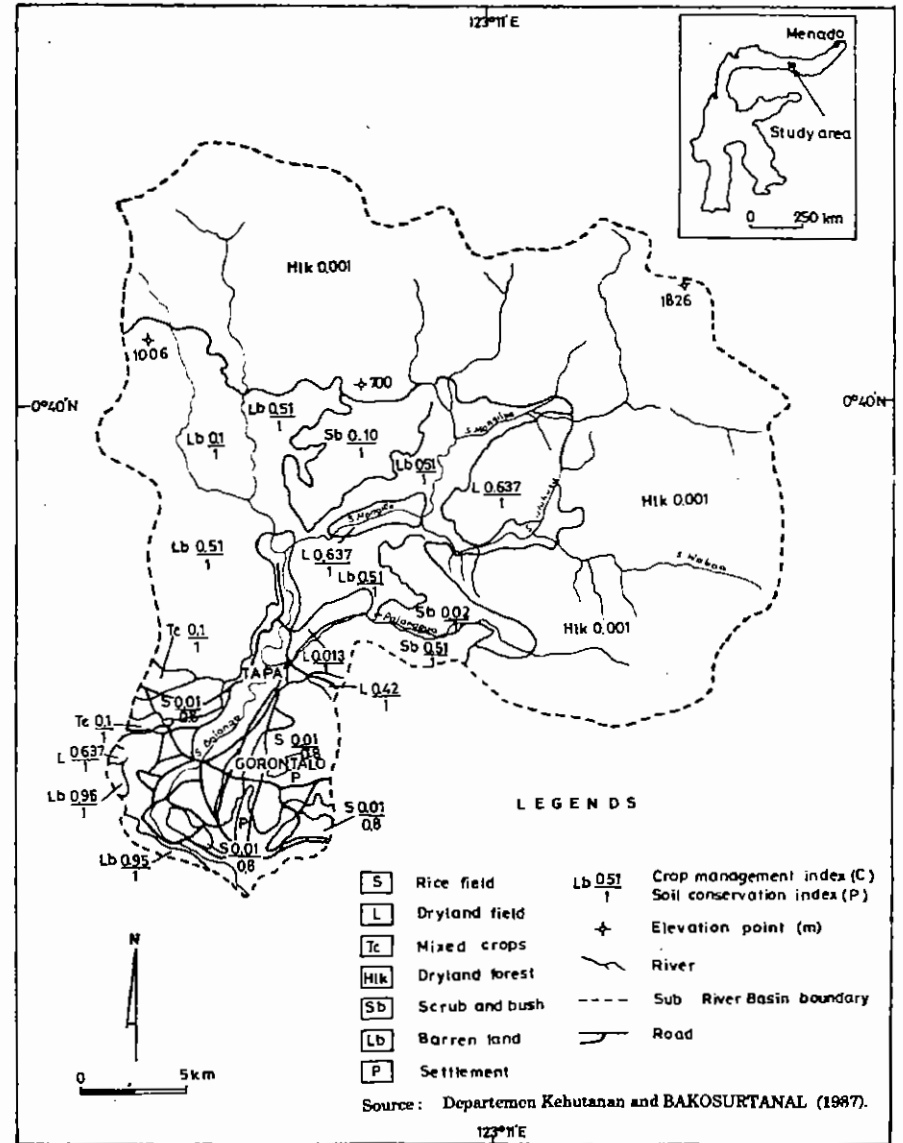 123°11'E
Menado
Study area
0 250 km
Hlk 0,001
1826
1006
700
0°40'N
0°40'N
Lb 0.51
1
Sb 0.10
1
Lb 0.1
1
Lb 051
1
L 0.637
1
Hlk 0.001
Lb 0.51
1
L 0.637
1
Lb 0.51
1
Sb 0.02
1
Hlk 0.001
Sb 0.51
1
Tc 0.1
1
L 0.013
1
TAPA
L 0.42
1
S 0.01
0.8
Tc 0.1
1
S 0.01
0.8
L 0.637
1
GORONTALO
P
Lb 0.96
1
S 0.01
0.8
P
S 0.01
0.8
Lb 0.95
1
LEGENDS
S Rice field
L Dryland field
Tc Mixed crops
Hlk Dryland forest
Sb Scrub and bush
Lb Barren land
P Settlement
Lb 0.51 Crop management index (C)
1 Soil conservation index (P)
Elevation point (m)
River
Sub River Basin boundary
Road
N
0 5km
Source : Departemen Kehutanan and BAKOSURTANAL (1987).
123°11'E